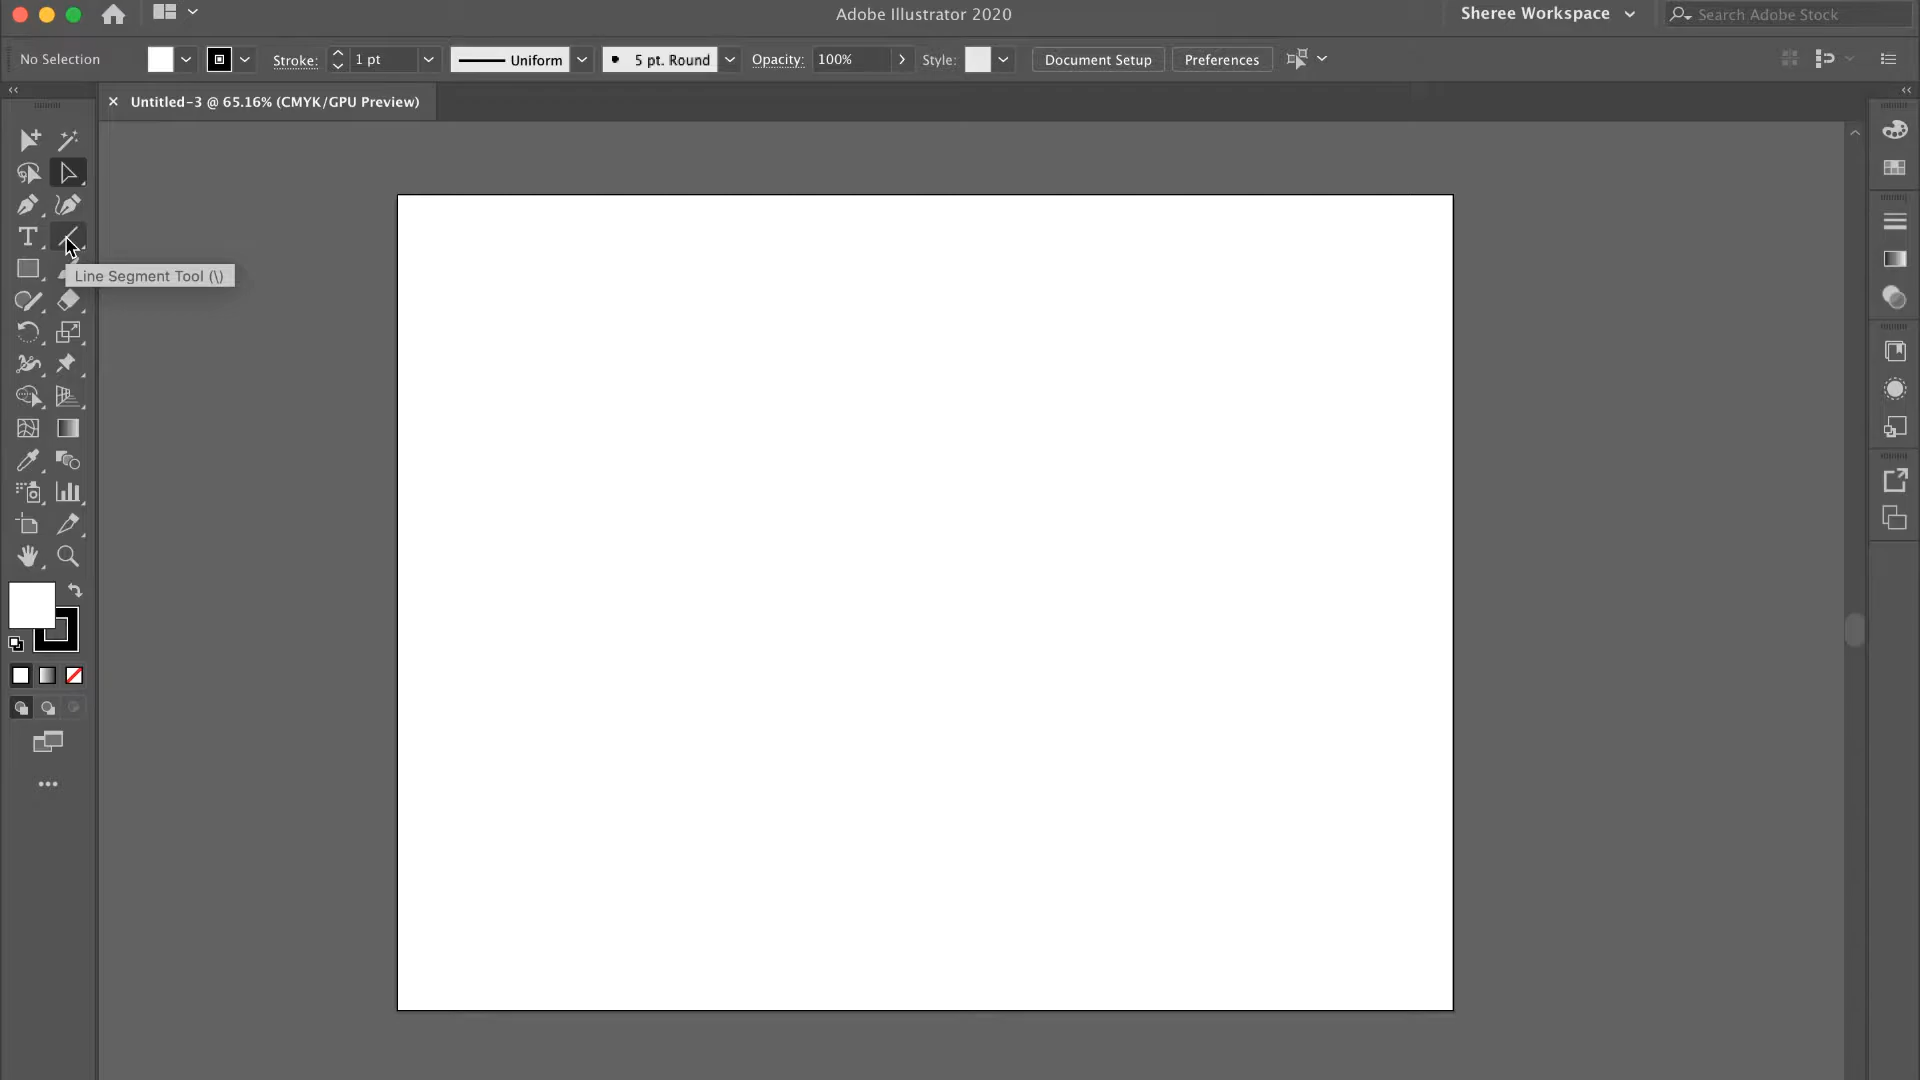 Adobe Illustrator 2020
Sheree Workspace
Search Adobe Stock
No Selection
Stroke:
1 pt
Uniform
5 pt. Round
Opacity:
100%
Style:
Document Setup
Preferences
Untitled-3 @ 65.16% (CMYK/GPU Preview)
Line Segment Tool (\)